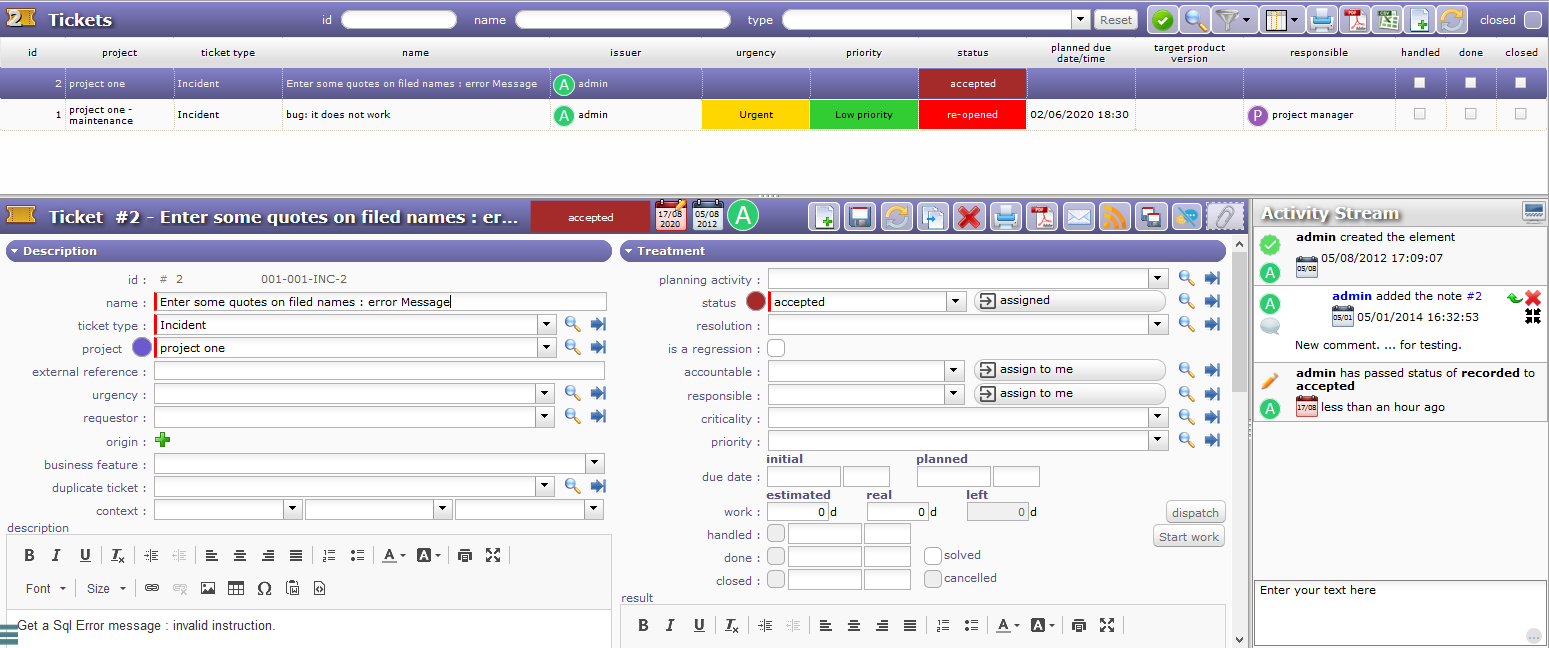 Tickets id name type Reset closed
id project ticket type name issuer urgency priority status planned due date/time target product version responsible handled done closed
2 project one Incident Enter some quotes on filed names : error Message A admin accepted
1 project one - maintenance Incident bug: it does not work A admin Urgent Low priority re-opened 02/06/2020 18:30 P project manager
Ticket #2 - Enter some quotes on filed names : er... accepted 17/08 2020 05/08 2012 A
Description
id : # 2 001-001-INC-2
name : Enter some quotes on filed names : error Message
ticket type : Incident
project project one
external reference :
urgency :
requestor :
origin :
business feature :
duplicate ticket :
context :
description
B I U Tx A A
Font Size Ω
Get a Sql Error message : invalid instruction.
Treatment
planning activity :
status accepted assigned
resolution :
is a regression :
accountable : assign to me
responsible : assign to me
criticality :
priority :
initial planned
due date :
estimated real left
work : 0 d 0 d 0 d dispatch
Start work
handled :
done : solved
closed : cancelled
result
B I U Tx A A
Activity Stream
admin created the element
A 05/08 05/08/2012 17:09:07
A admin added the note #2
05/01 05/01/2014 16:32:53
New comment. ... for testing.
admin has passed status of recorded to
accepted
A 17/08 less than an hour ago
Enter your text here